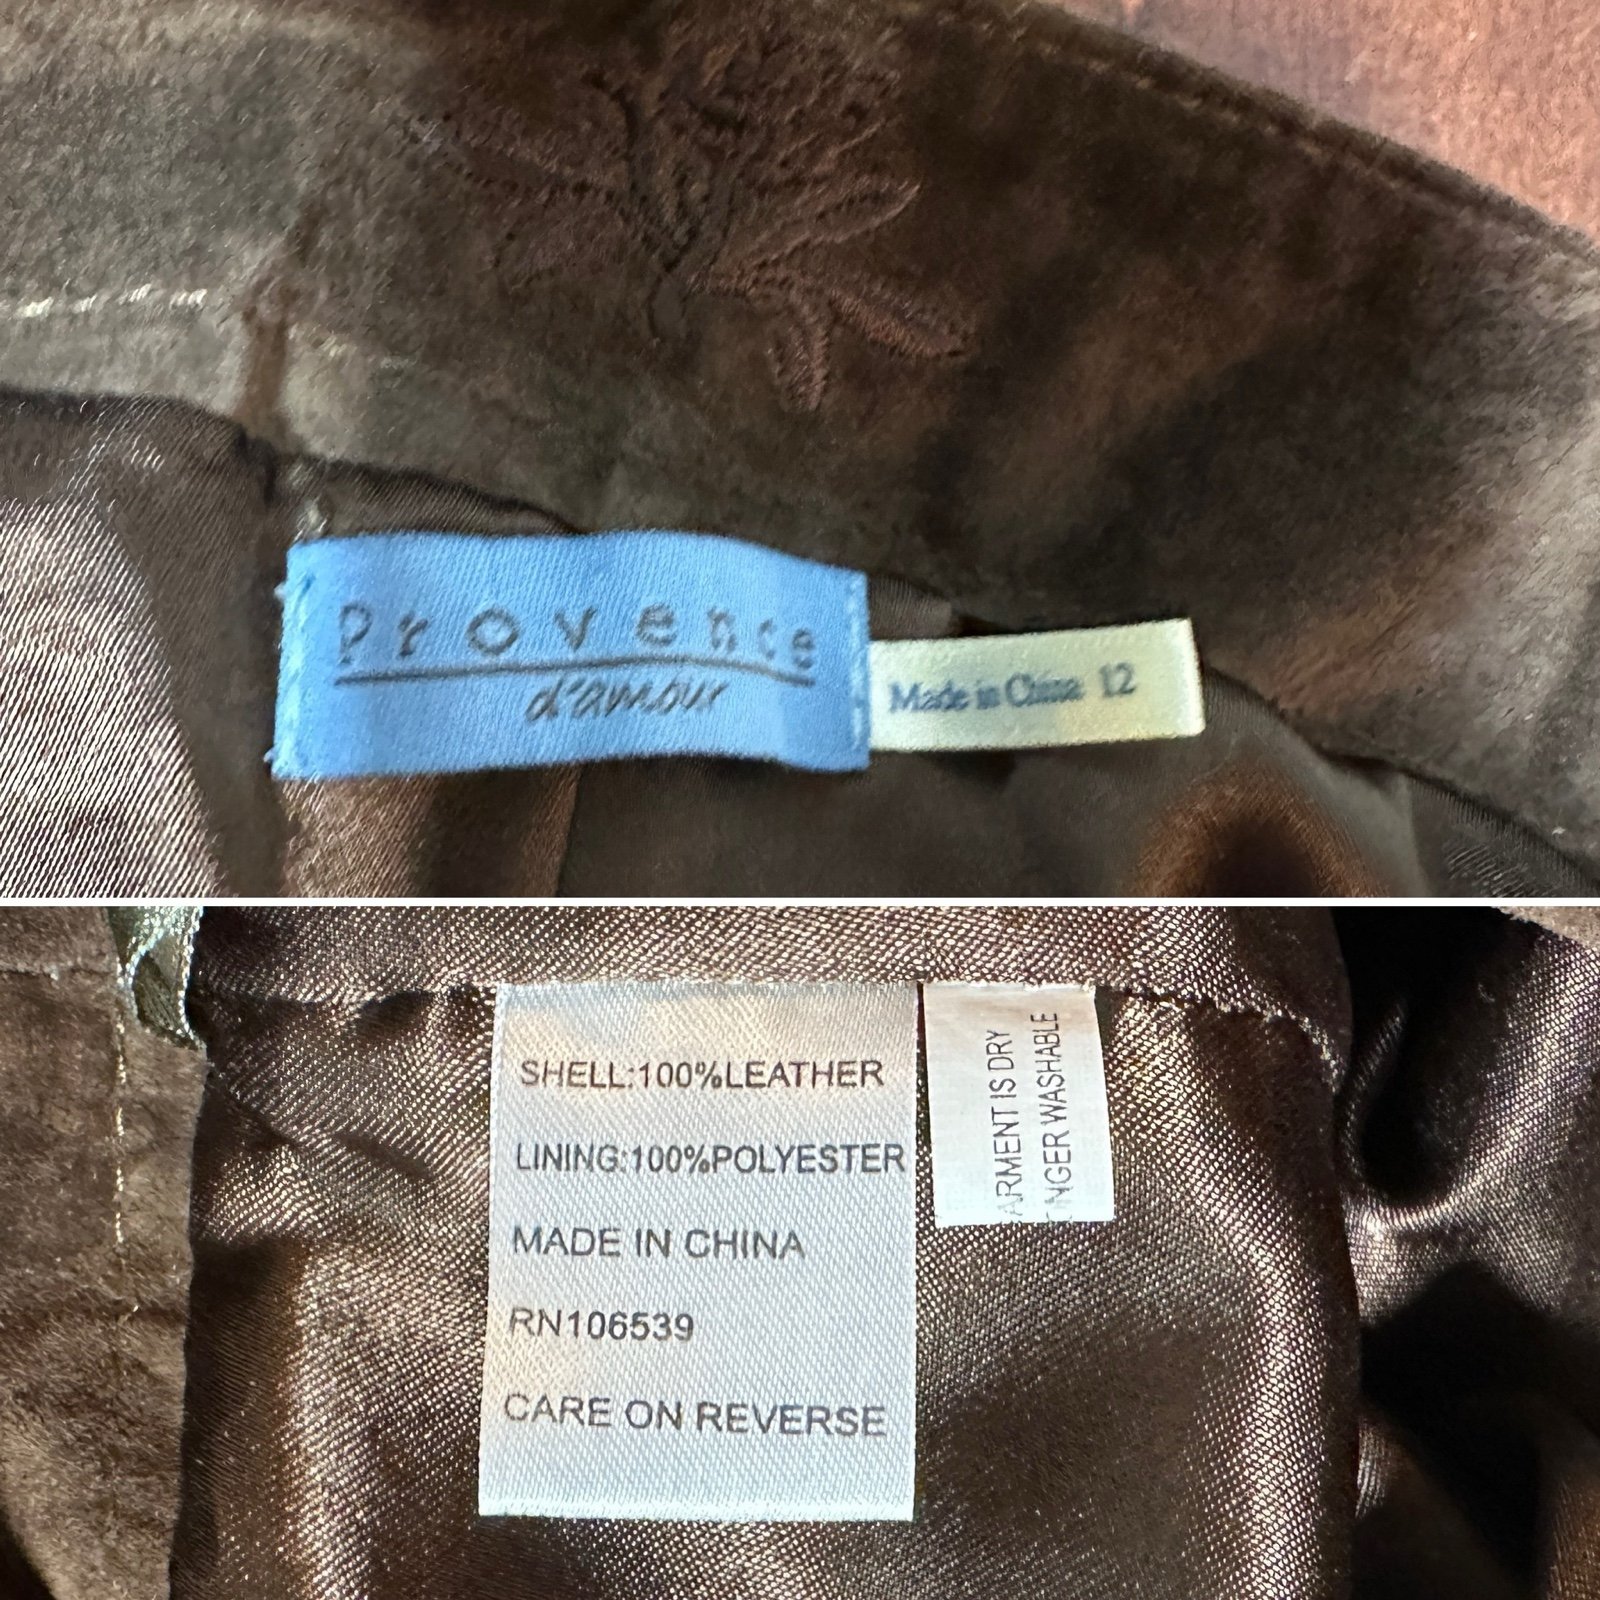 Provence
d'amour
Made in China 12
SHELL:100%LEATHER
LINING:100%POLYESTER
MADE IN CHINA
RN106539
CARE ON REVERSE
ARMENT IS DRY
NGER WASHABLE